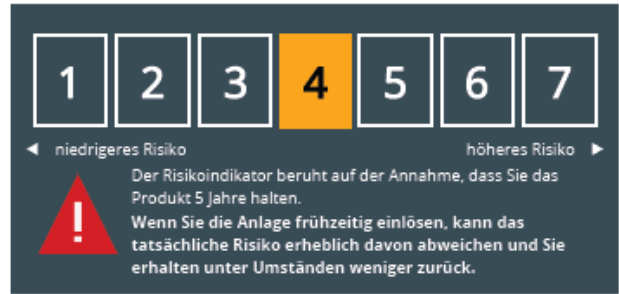 1 2 3 4 5 6 7
niedrigeres Risiko höheres Risiko
Der Risikoindikator beruht auf der Annahme, dass Sie das
Produkt 5 Jahre halten.
Wenn Sie die Anlage frühzeitig einlösen, kann das
tatsächliche Risiko erheblich davon abweichen und Sie
erhalten unter Umständen weniger zurück.